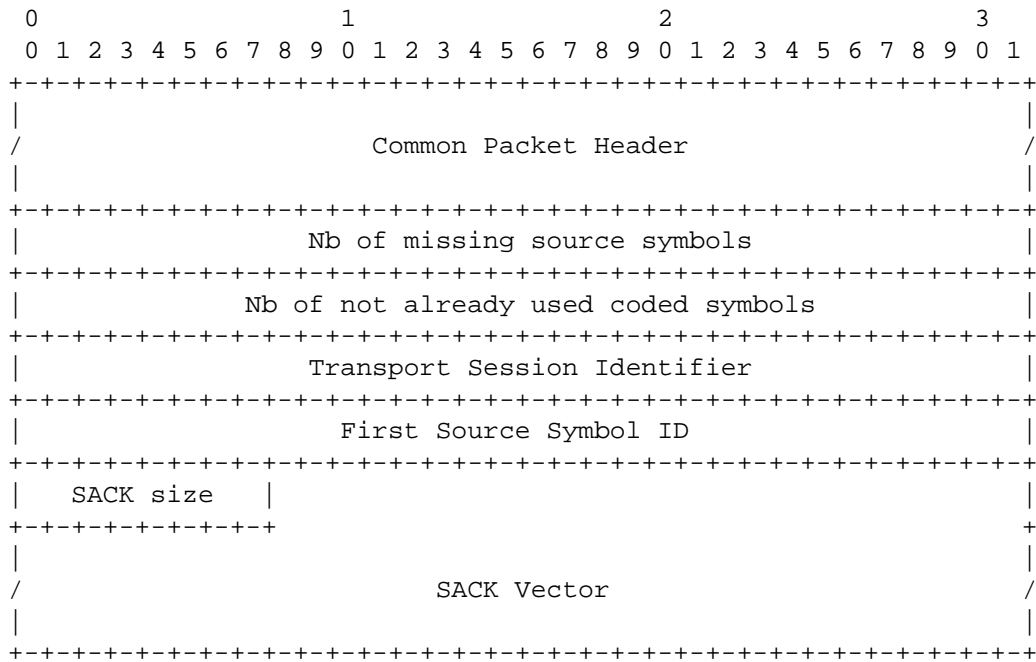 0                   1                   2                   3
 0 1 2 3 4 5 6 7 8 9 0 1 2 3 4 5 6 7 8 9 0 1 2 3 4 5 6 7 8 9 0 1
+-+-+-+-+-+-+-+-+-+-+-+-+-+-+-+-+-+-+-+-+-+-+-+-+-+-+-+-+-+-+-+-+
|                                                               |
/                      Common Packet Header                     /
|                                                               |
+-+-+-+-+-+-+-+-+-+-+-+-+-+-+-+-+-+-+-+-+-+-+-+-+-+-+-+-+-+-+-+-+
|                  Nb of missing source symbols                 |
+-+-+-+-+-+-+-+-+-+-+-+-+-+-+-+-+-+-+-+-+-+-+-+-+-+-+-+-+-+-+-+-+
|              Nb of not already used coded symbols             |
+-+-+-+-+-+-+-+-+-+-+-+-+-+-+-+-+-+-+-+-+-+-+-+-+-+-+-+-+-+-+-+-+
|                  Transport Session Identifier                 |
+-+-+-+-+-+-+-+-+-+-+-+-+-+-+-+-+-+-+-+-+-+-+-+-+-+-+-+-+-+-+-+-+
|                    First Source Symbol ID                     |
+-+-+-+-+-+-+-+-+-+-+-+-+-+-+-+-+-+-+-+-+-+-+-+-+-+-+-+-+-+-+-+-+
|   SACK size   |                                               |
+-+-+-+-+-+-+-+-+                                               +
|                                                               |
/                          SACK Vector                          /
|                                                               |
+-+-+-+-+-+-+-+-+-+-+-+-+-+-+-+-+-+-+-+-+-+-+-+-+-+-+-+-+-+-+-+-+